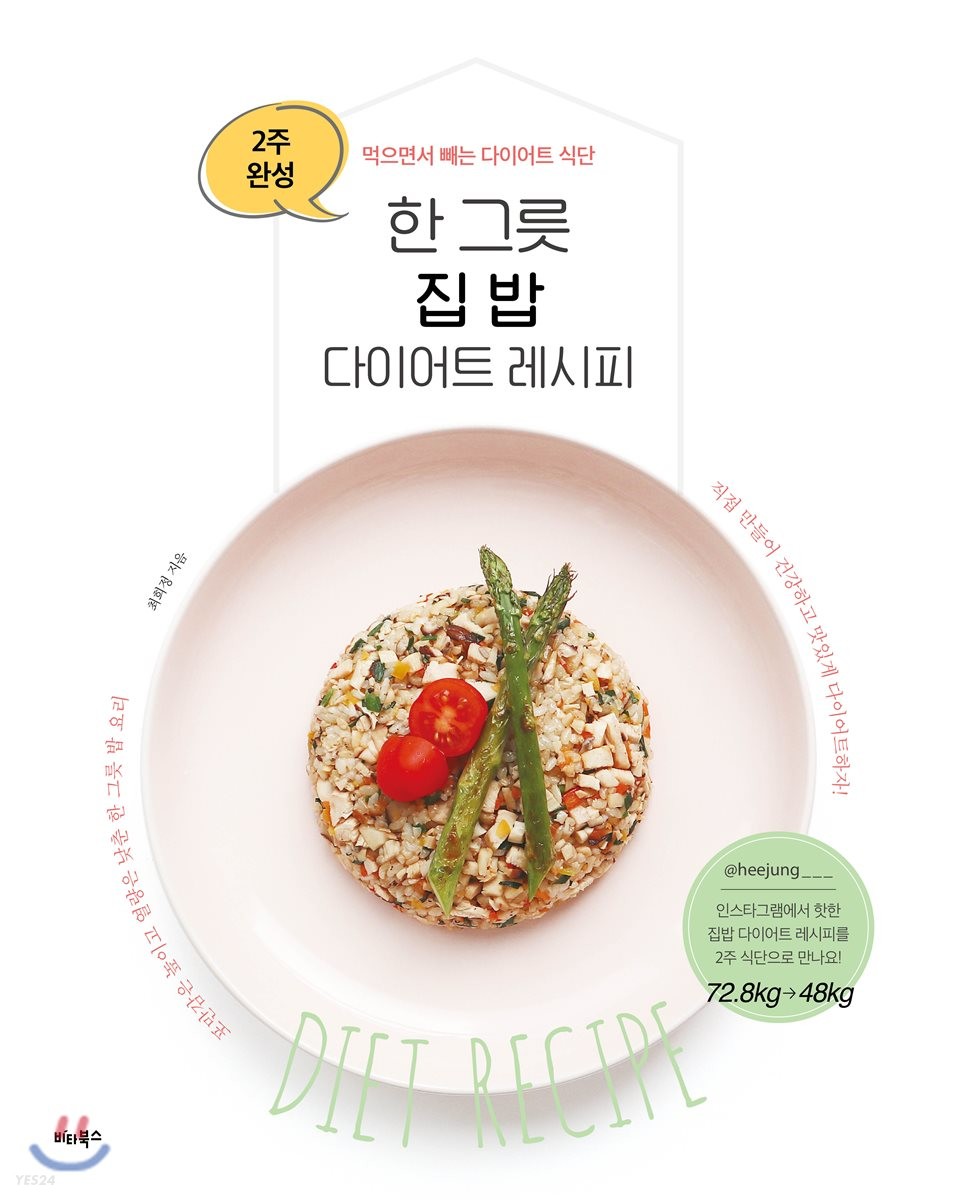 2주
완성
먹으면서 빼는 다이어트 식단
한 그릇
집밥
다이어트 레시피
최희정 지음
직접 만들어 건강하고 맛있게 다이어트하자!
포만감은 높이고 열량은 낮춘 한 그릇 밥 요리
@heejung___
인스타그램에서 핫한
집밥 다이어트 레시피를
2주 식단으로 만나요!
72.8kg→48kg
DIET RECIPE
비타북스
YES24